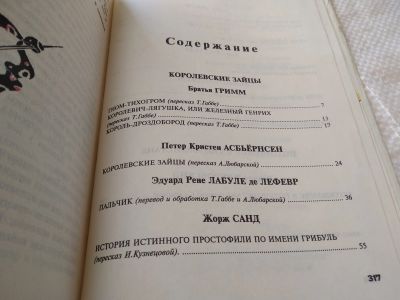 Содержание
КОРОЛЕВСКИЕ ЗАЙЦЫ
Братья ГРИММ
ГНОМ-ТИХОГРОМ (пересказ Т.Габбе) 7
КОРОЛЕВИЧ-ЛЯГУШКА, ИЛИ ЖЕЛЕЗНЫЙ ГЕНРИХ
(пересказ Т.Габбе) 13
КОРОЛЬ-ДРОЗДОБОРОД (пересказ Т.Габбе) 17
Петер Кристен АСБЬЁРНСЕН
КОРОЛЕВСКИЕ ЗАЙЦЫ (пересказ А.Любарской) 24
Эдуард Рене ЛАБУЛЕ де ЛЕФЕВР
ПАЛЬЧИК (перевод и обработка Т.Габбе и А.Любарской) 36
Жорж САНД
ИСТОРИЯ ИСТИННОГО ПРОСТОФИЛИ ПО ИМЕНИ ГРИБУЛЬ
(пересказ И.Кузнецовой) 55
317